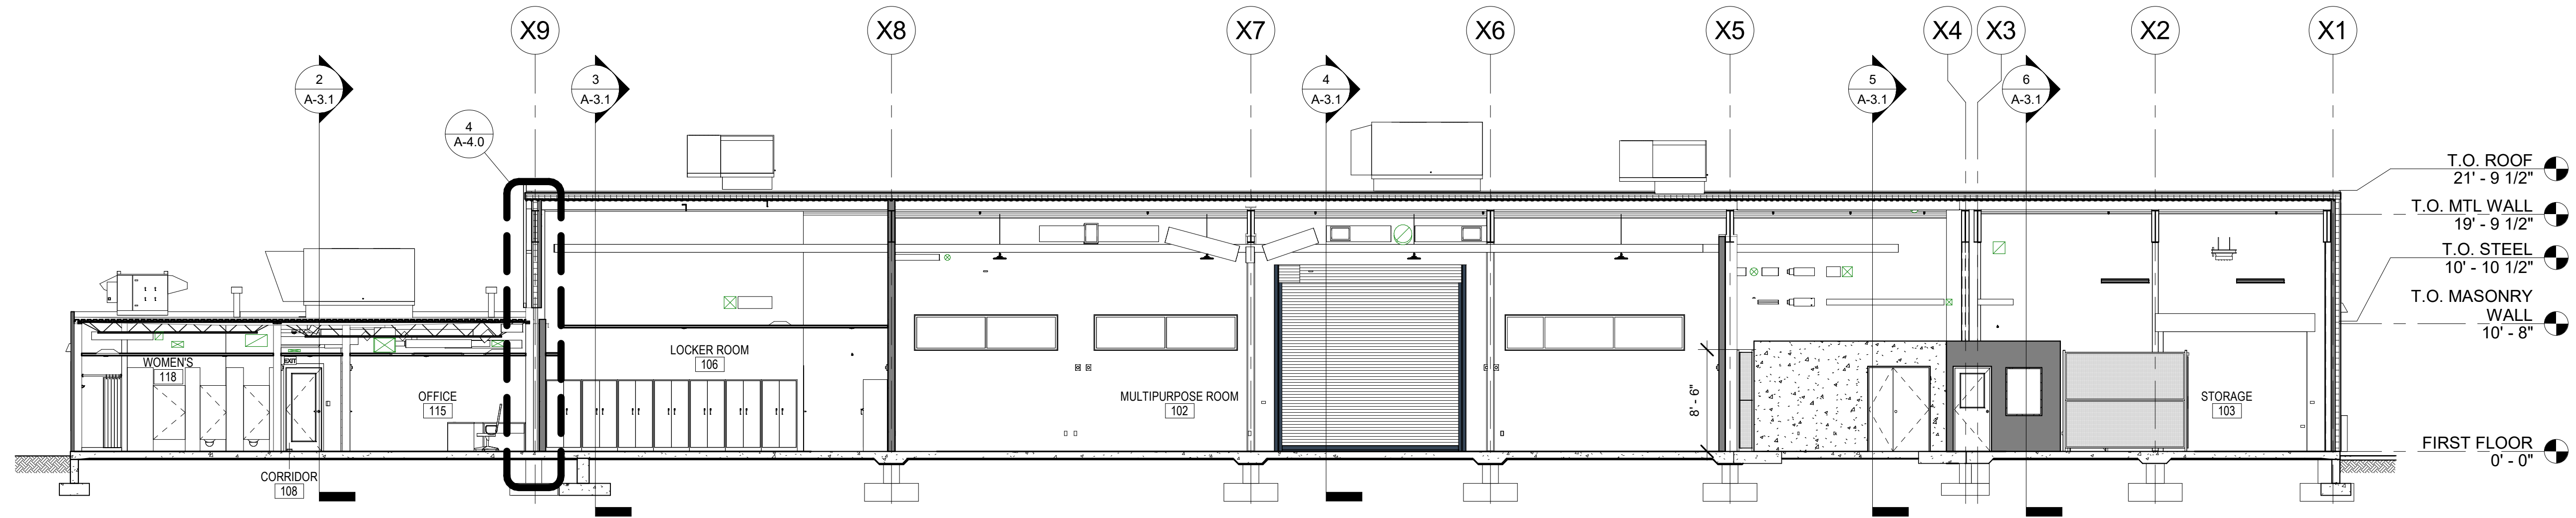 X9
X8
X7
X6
X5
X4
X3
X2
X1
2
A-3.1
3
A-3.1
4
A-3.1
5
A-3.1
6
A-3.1
4
A-4.0
T.O. ROOF
21' - 9 1/2"
T.O. MTL WALL
19' - 9 1/2"
T.O. STEEL
10' - 10 1/2"
T.O. MASONRY
WALL
10' - 8"
FIRST FLOOR
0' - 0"
WOMEN'S
118
EXIT
OFFICE
115
CORRIDOR
108
LOCKER ROOM
106
MULTIPURPOSE ROOM
102
8' - 6"
STORAGE
103